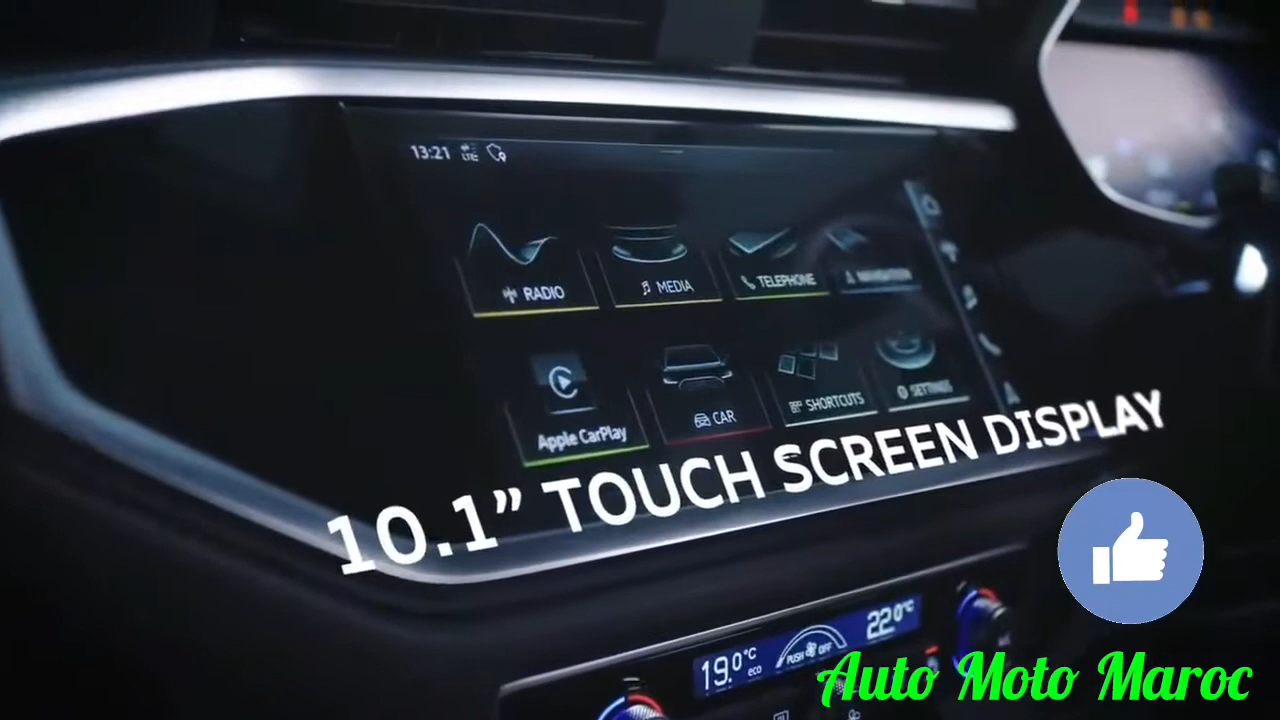 13:21 LTE
RADIO
MEDIA
TELEPHONE
NAVIGATION
Apple CarPlay
CAR
SHORTCUTS
SETTINGS
10.1” TOUCH SCREEN DISPLAY
19.0°C eco
PUSH OFF
22.0°C
Auto Moto Maroc